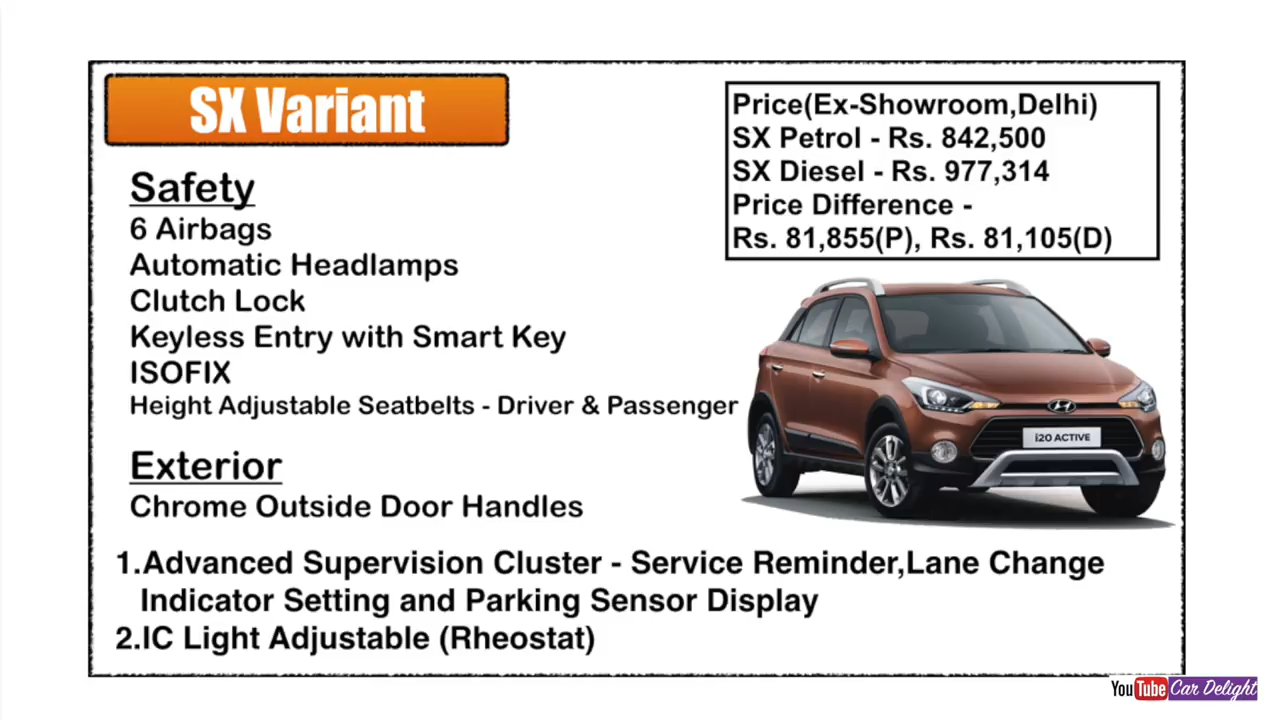 SX Variant
Price(Ex-Showroom,Delhi)
SX Petrol - Rs. 842,500
SX Diesel - Rs. 977,314
Price Difference -
Rs. 81,855(P), Rs. 81,105(D)
Safety
6 Airbags
Automatic Headlamps
Clutch Lock
Keyless Entry with Smart Key
ISOFIX
Height Adjustable Seatbelts - Driver & Passenger
i20 ACTIVE
Exterior
Chrome Outside Door Handles
1.Advanced Supervision Cluster - Service Reminder,Lane Change
Indicator Setting and Parking Sensor Display
2.IC Light Adjustable (Rheostat)
YouTube Car Delight